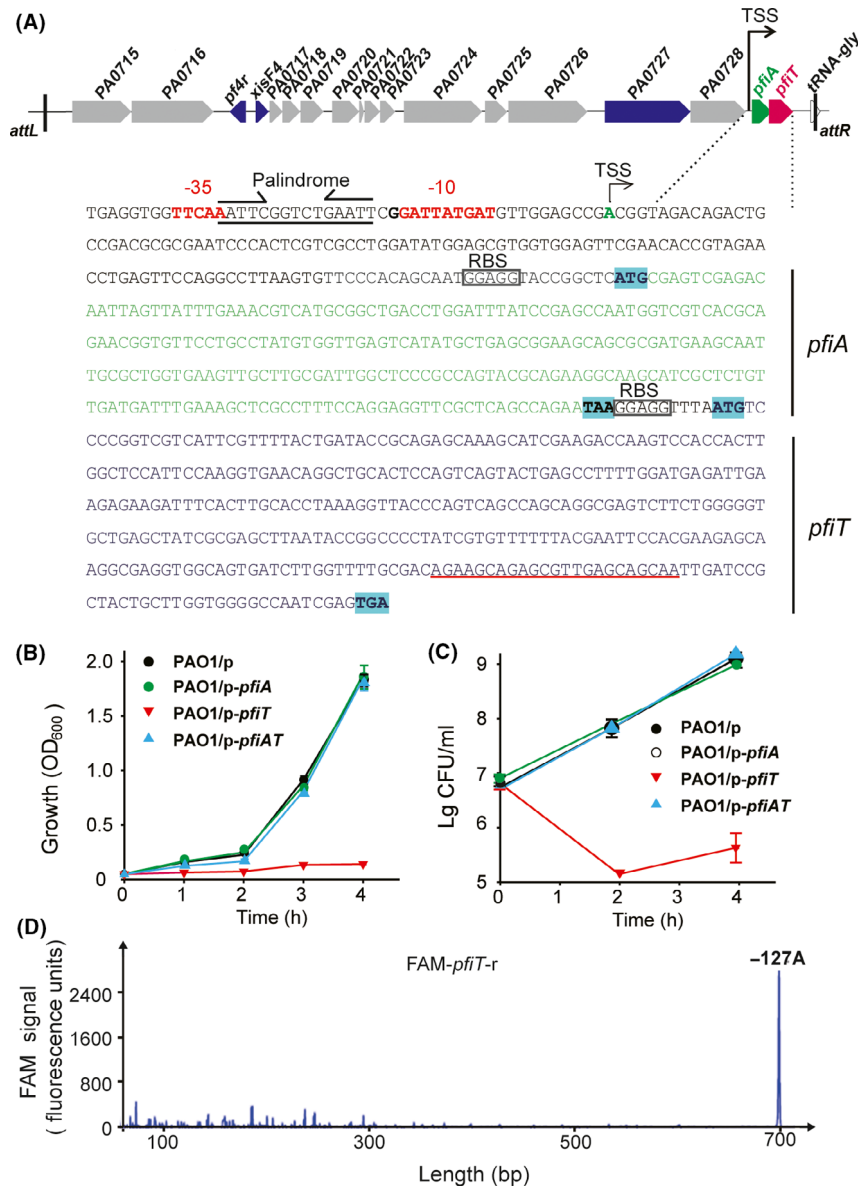 (A)
PA0715 PA0716 pf4r xisF4 PA0717 PA0718 PA0719 PA0720 PA0721 PA0722 PA0723 PA0724 PA0725 PA0726 PA0727 PA0728 TSS pfiA pfiT tRNA-gly
attL attR
-35 Palindrome -10 TSS
TGAGGTGGTTCAAATTCGGTCTGAATTCGGATTATGATGTTGGAGCCGACGGTAGACAGACTG
CCGACGCGCGAATCCCACTCGTCGCCTGGATATGGAGCGTGGTGGAGTTCGAACACCGTAGAA
RBS
CCTGAGTTCCAGGCCTTAAGTGTTCCCACAGCAATGGAGGTACCGGCTCATGCGAGTCGAGAC
AATTAGTTATTTGAAACGTCATGCGGCTGACCTGGATTTATCCGAGCCAATGGTCGTCACGCA
GAACGGTGTTCCTGCCTATGTGGTTGAGTCATATGCTGAGCGGAAGCAGCGCGATGAAGCAAT
pfiA
TGCGCTGGTGAAGTTGCTTGCGATTGGCTCCCGCCAGTACGCAGAAGGCAAGCATCGCTCTGT
RBS
TGATGATTTGAAAGCTCGCCTTTCCAGGAGGTTCGCTCAGCCAGAATAAGGAGGTTTAATGTC
CCCGGTCGTCATTCGTTTTACTGATACCGCAGAGCAAAGCATCGAAGACCAAGTCCACCACTT
GGCTCCATTCCAAGGTGAACAGGCTGCACTCCAGTCAGTACTGAGCCTTTTGGATGAGATTGA
AGAGAAGATTTCACTTGCACCTAAAGGTTACCCAGTCAGCCAGCAGGCGAGTCTTCTGGGGGT
pfiT
GCTGAGCTATCGCGAGCTTAATACCGGCCCCTATCGTGTTTTTTACGAATTCCACGAAGAGCA
AGGCGAGGTGGCAGTGATCTTGGTTTTGCGACAGAAGCAGAGCGTTGAGCAGCAATTGATCCG
CTACTGCTTGGTGGGGCCAATCGAGTGA
(B)
PAO1/p
PAO1/p-pfiA
PAO1/p-pfiT
PAO1/p-pfiAT
Growth (OD600)
2.0
1.5
1.0
0.5
0
0 1 2 3 4
Time (h)
(C)
PAO1/p
PAO1/p-pfiA
PAO1/p-pfiT
PAO1/p-pfiAT
Lg CFU/ml
9
8
7
6
5
0 1 2 3 4
Time (h)
(D)
FAM-pfiT-r
–127A
FAM signal
( fluorescence units)
2400
1600
800
0
100 300 500 700
Length (bp)